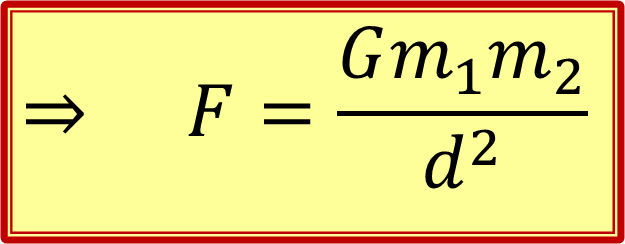 ⇒ F = Gm₁m₂/d²